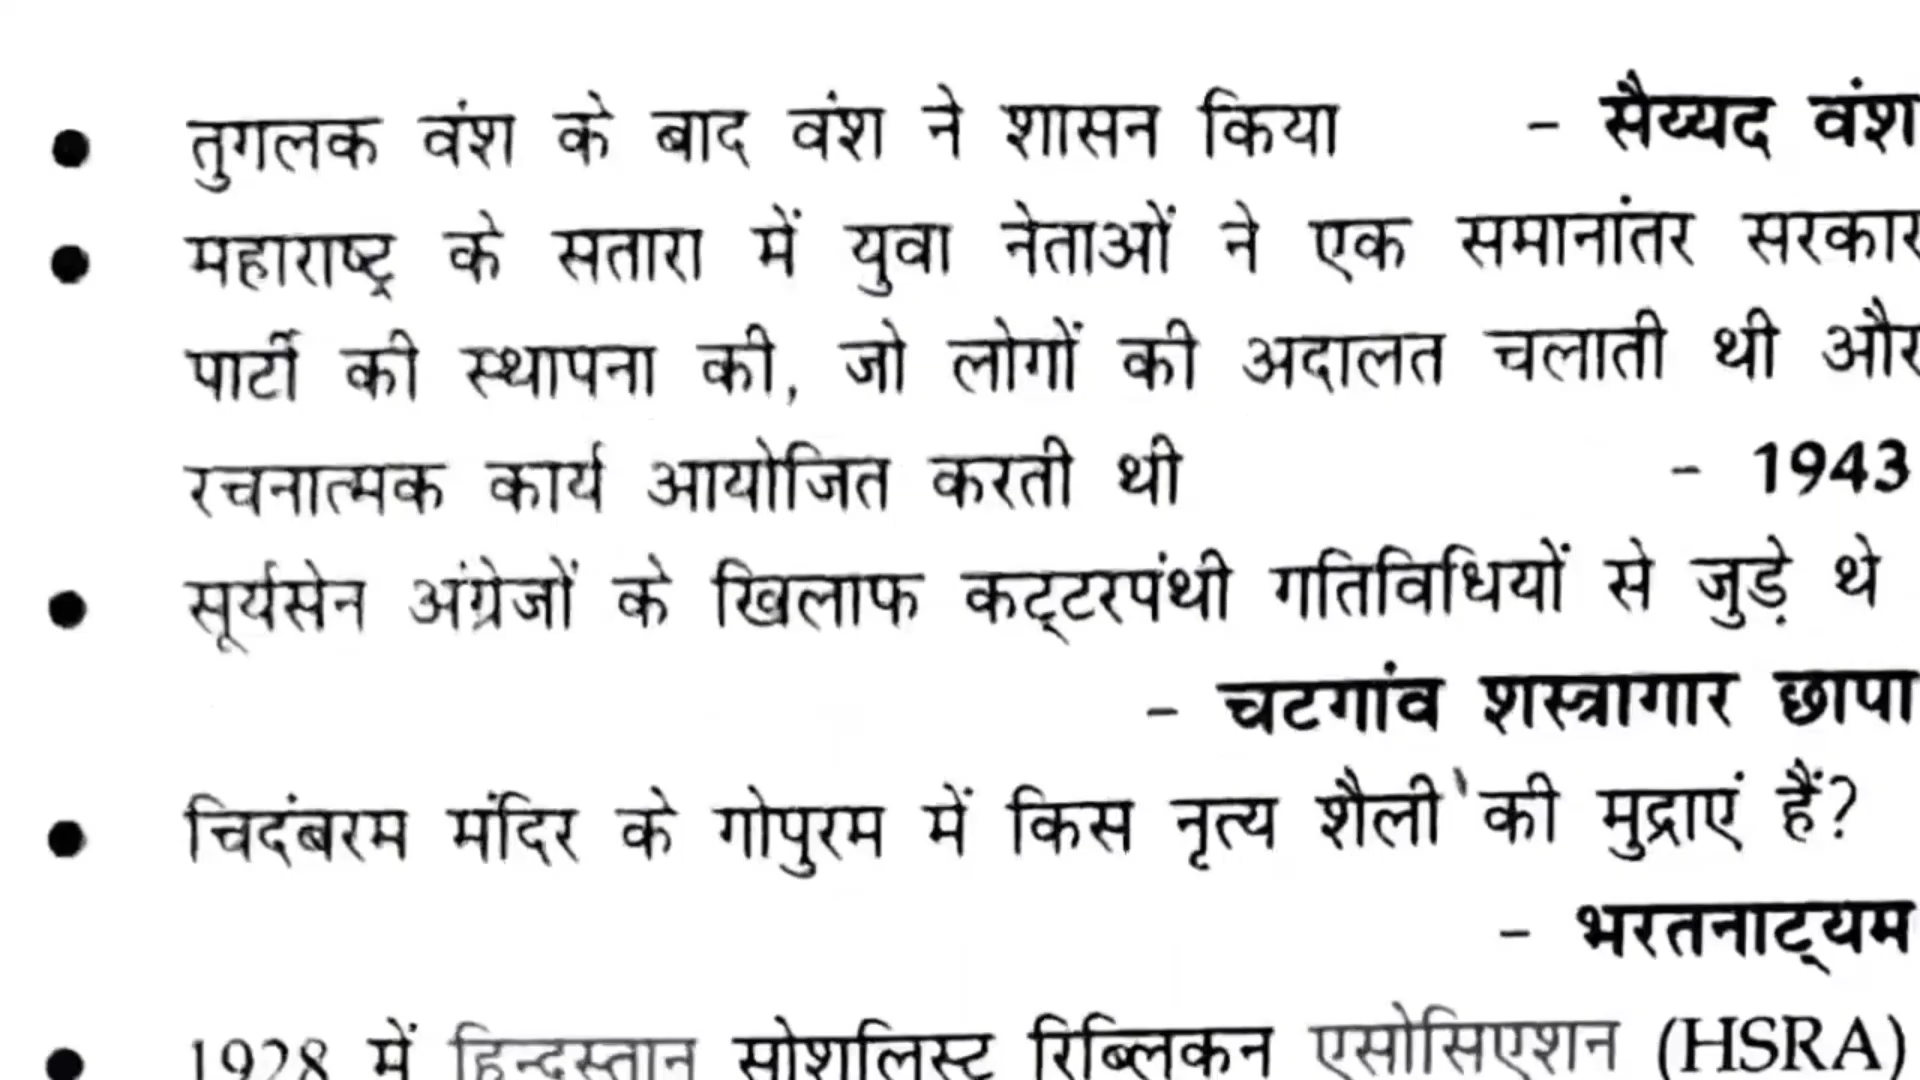 • तुगलक वंश के बाद वंश ने शासन किया - सैय्यद वंश
• महाराष्ट्र के सतारा में युवा नेताओं ने एक समानांतर सरकार
पार्टी की स्थापना की, जो लोगों की अदालत चलाती थी और
रचनात्मक कार्य आयोजित करती थी - 1943
• सूर्यसेन अंग्रेजों के खिलाफ कट्टरपंथी गतिविधियों से जुड़े थे
- चटगांव शस्त्रागार छापा
• चिदंबरम मंदिर के गोपुरम में किस नृत्य शैली की मुद्राएं हैं?
- भरतनाट्यम
• 1928 में हिन्दुस्तान सोशलिस्ट रिब्लिकन एसोसिएशन (HSRA)